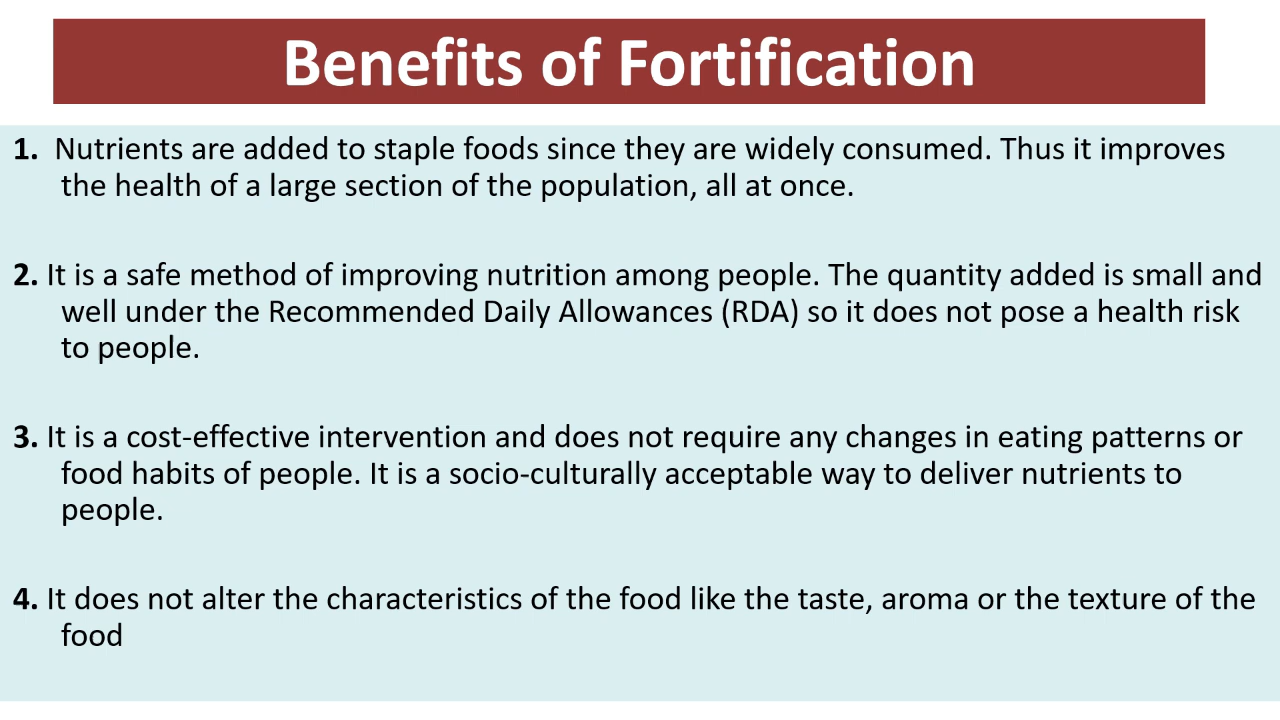 Benefits of Fortification
1. Nutrients are added to staple foods since they are widely consumed. Thus it improves
the health of a large section of the population, all at once.
2. It is a safe method of improving nutrition among people. The quantity added is small and
well under the Recommended Daily Allowances (RDA) so it does not pose a health risk
to people.
3. It is a cost-effective intervention and does not require any changes in eating patterns or
food habits of people. It is a socio-culturally acceptable way to deliver nutrients to
people.
4. It does not alter the characteristics of the food like the taste, aroma or the texture of the
food